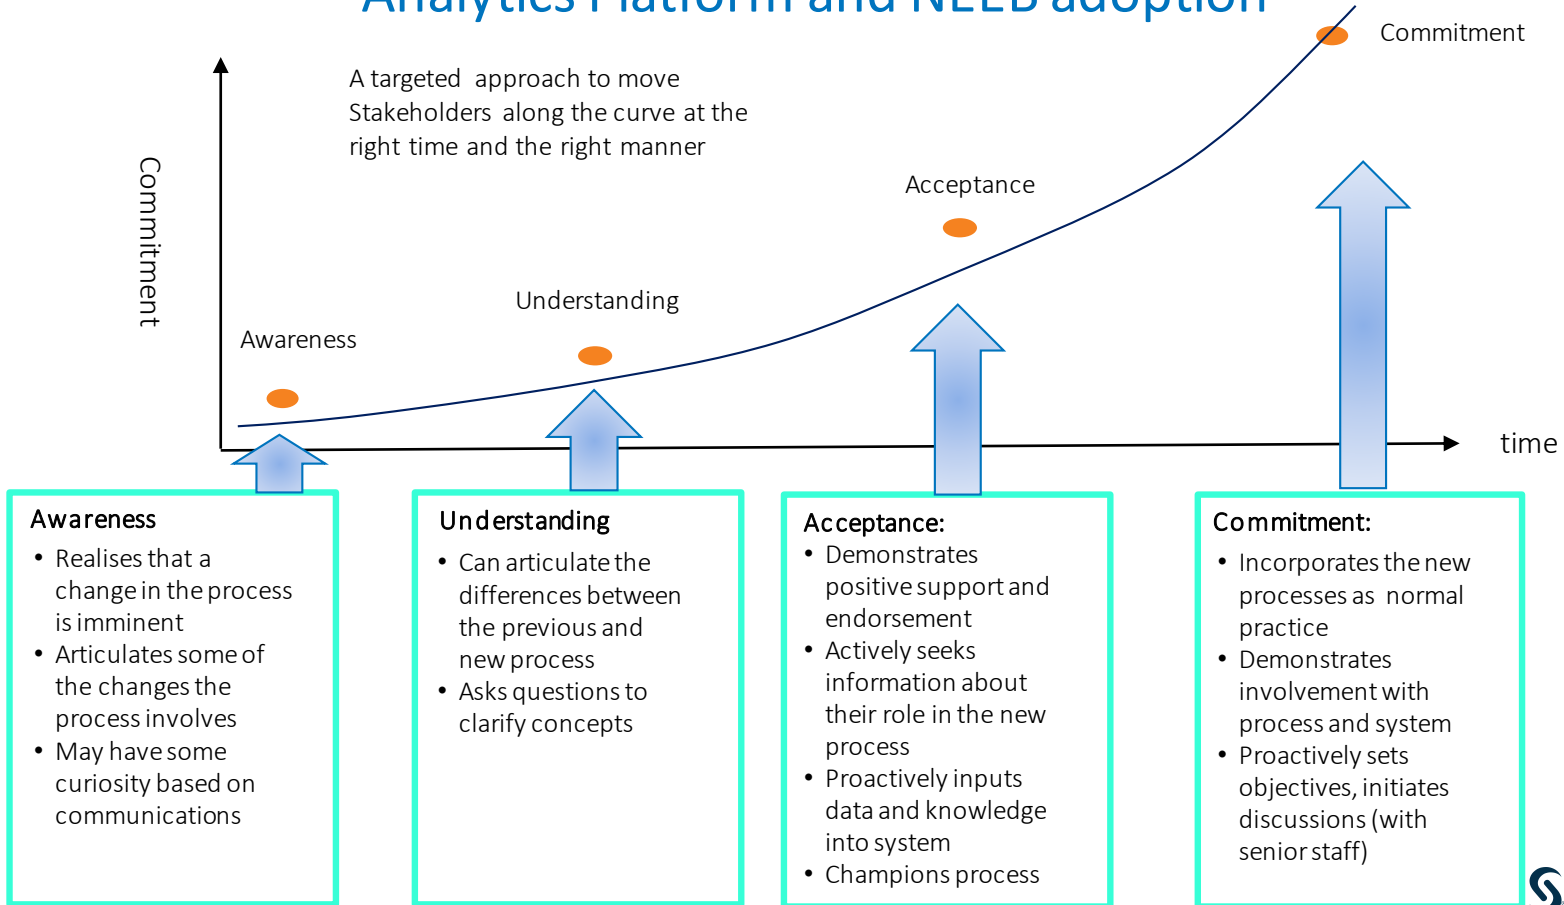 Analytics Platform and NEEB adoption
A targeted approach to move
Stakeholders along the curve at the
right time and the right manner
Commitment
Commitment
Acceptance
Understanding
Awareness
time
Awareness
• Realises that a
change in the process
is imminent
• Articulates some of
the changes the
process involves
• May have some
curiosity based on
communications
Understanding
• Can articulate the
differences between
the previous and
new process
• Asks questions to
clarify concepts
Acceptance:
• Demonstrates
positive support and
endorsement
• Actively seeks
information about
their role in the new
process
• Proactively inputs
data and knowledge
into system
• Champions process
Commitment:
• Incorporates the new
processes as normal
practice
• Demonstrates
involvement with
process and system
• Proactively sets
objectives, initiates
discussions (with
senior staff)